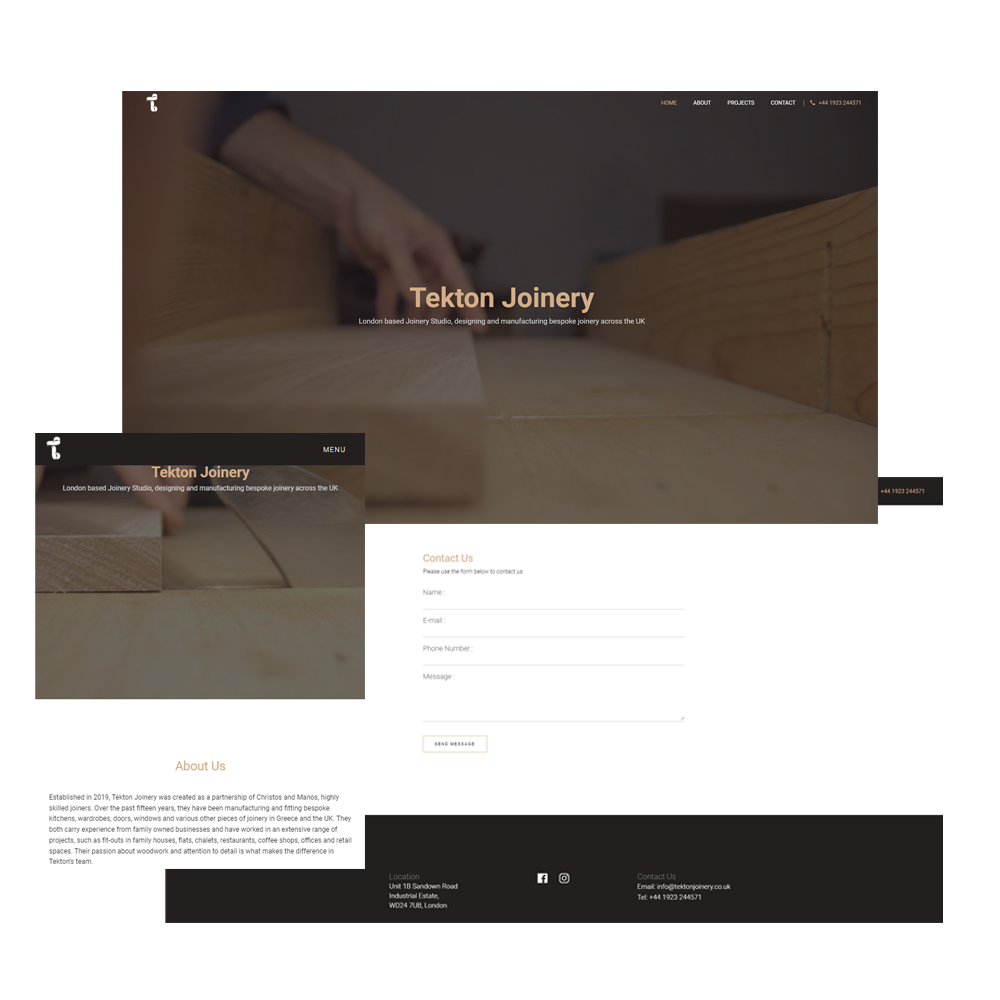 HOME ABOUT PROJECTS CONTACT | +44 1923 244571
Tekton Joinery
London based Joinery Studio, designing and manufacturing bespoke joinery across the UK
MENU
Tekton Joinery
London based Joinery Studio, designing and manufacturing bespoke joinery across the UK
+44 1923 244571
Contact Us
Please use the form below to contact us
Name :
E-mail :
Phone Number :
Message :
SEND MESSAGE
About Us
Established in 2019, Tekton Joinery was created as a partnership of Christos and Manos, highly
skilled joiners. Over the past fifteen years, they have been manufacturing and fitting bespoke
kitchens, wardrobes, doors, windows and various other pieces of joinery in Greece and the UK. They
both carry experience from family owned businesses and have worked in an extensive range of
projects, such as fit-outs in family houses, flats, chalets, restaurants, coffee shops, offices and retail
spaces. Their passion about woodwork and attention to detail is what makes the difference in
Tekton's team.
Location
Unit 1B Sandown Road
Industrial Estate,
WD24 7UB, London
Contact Us
Email: info@tektonjoinery.co.uk
Tel: +44 1923 244571